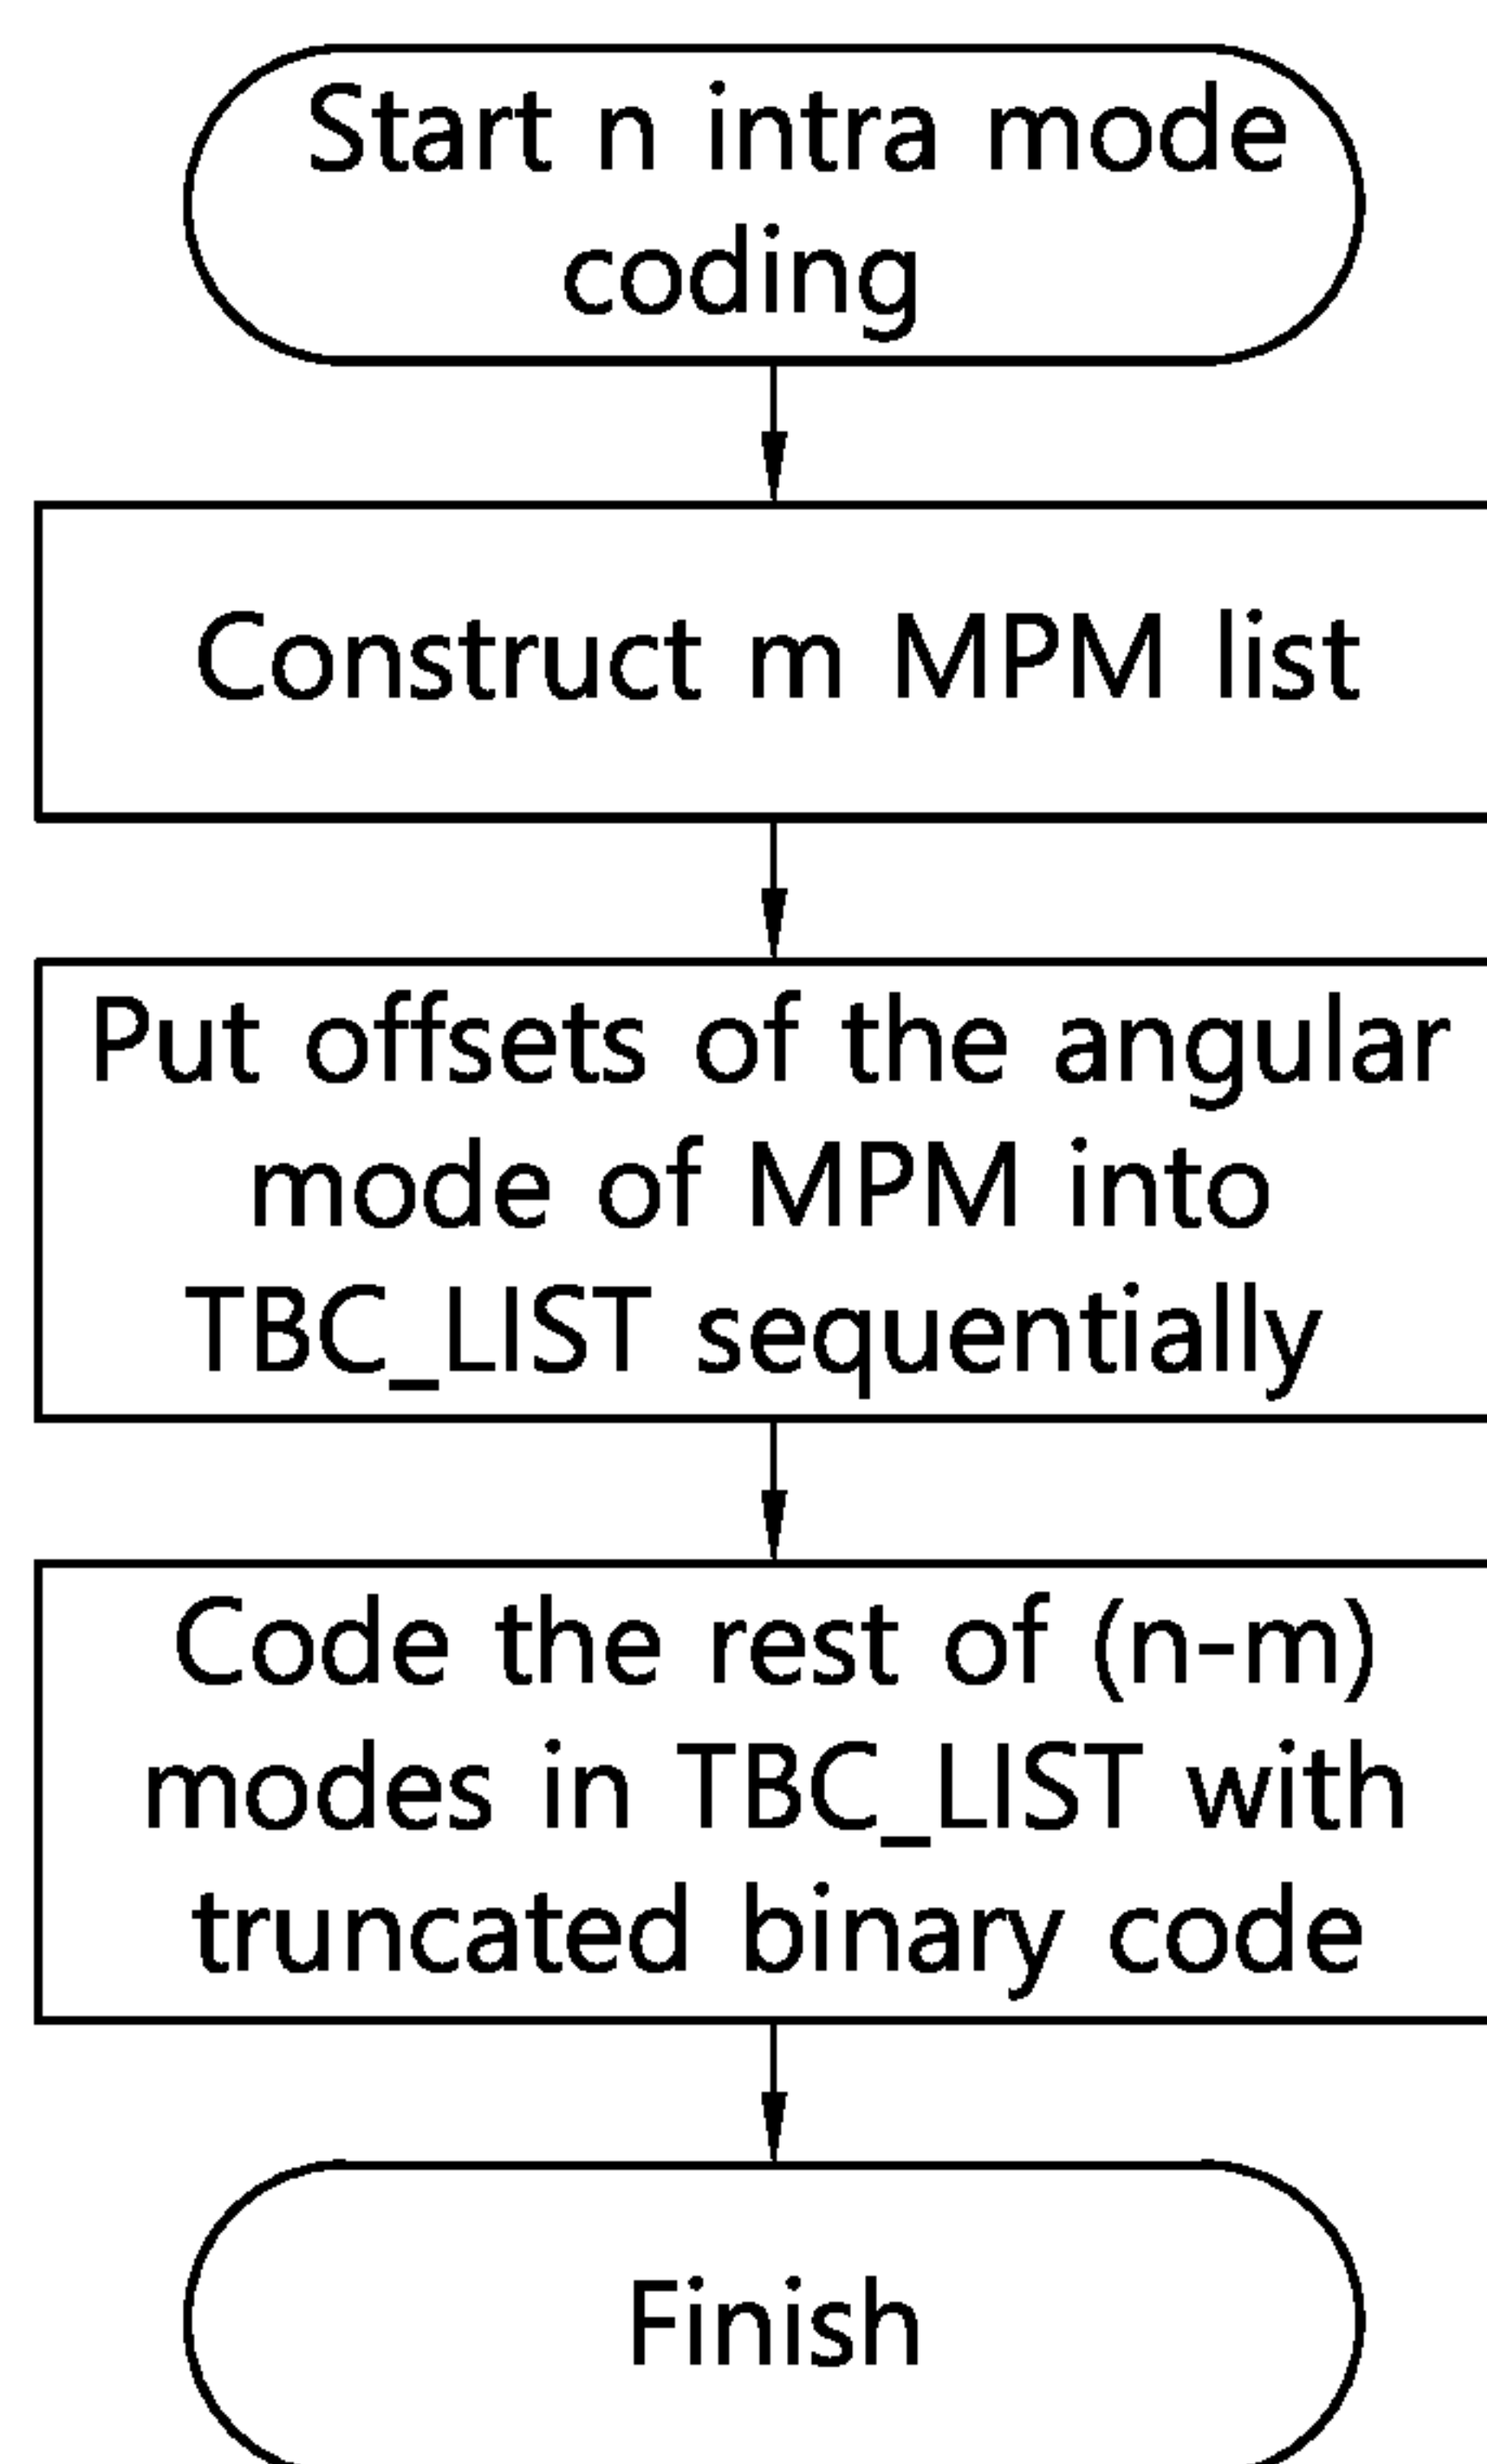 Start n intra mode
coding
Construct m MPM list
Put offsets of the angular
mode of MPM into
TBC_LIST sequentially
Code the rest of (n-m)
modes in TBC_LIST with
truncated binary code
Finish